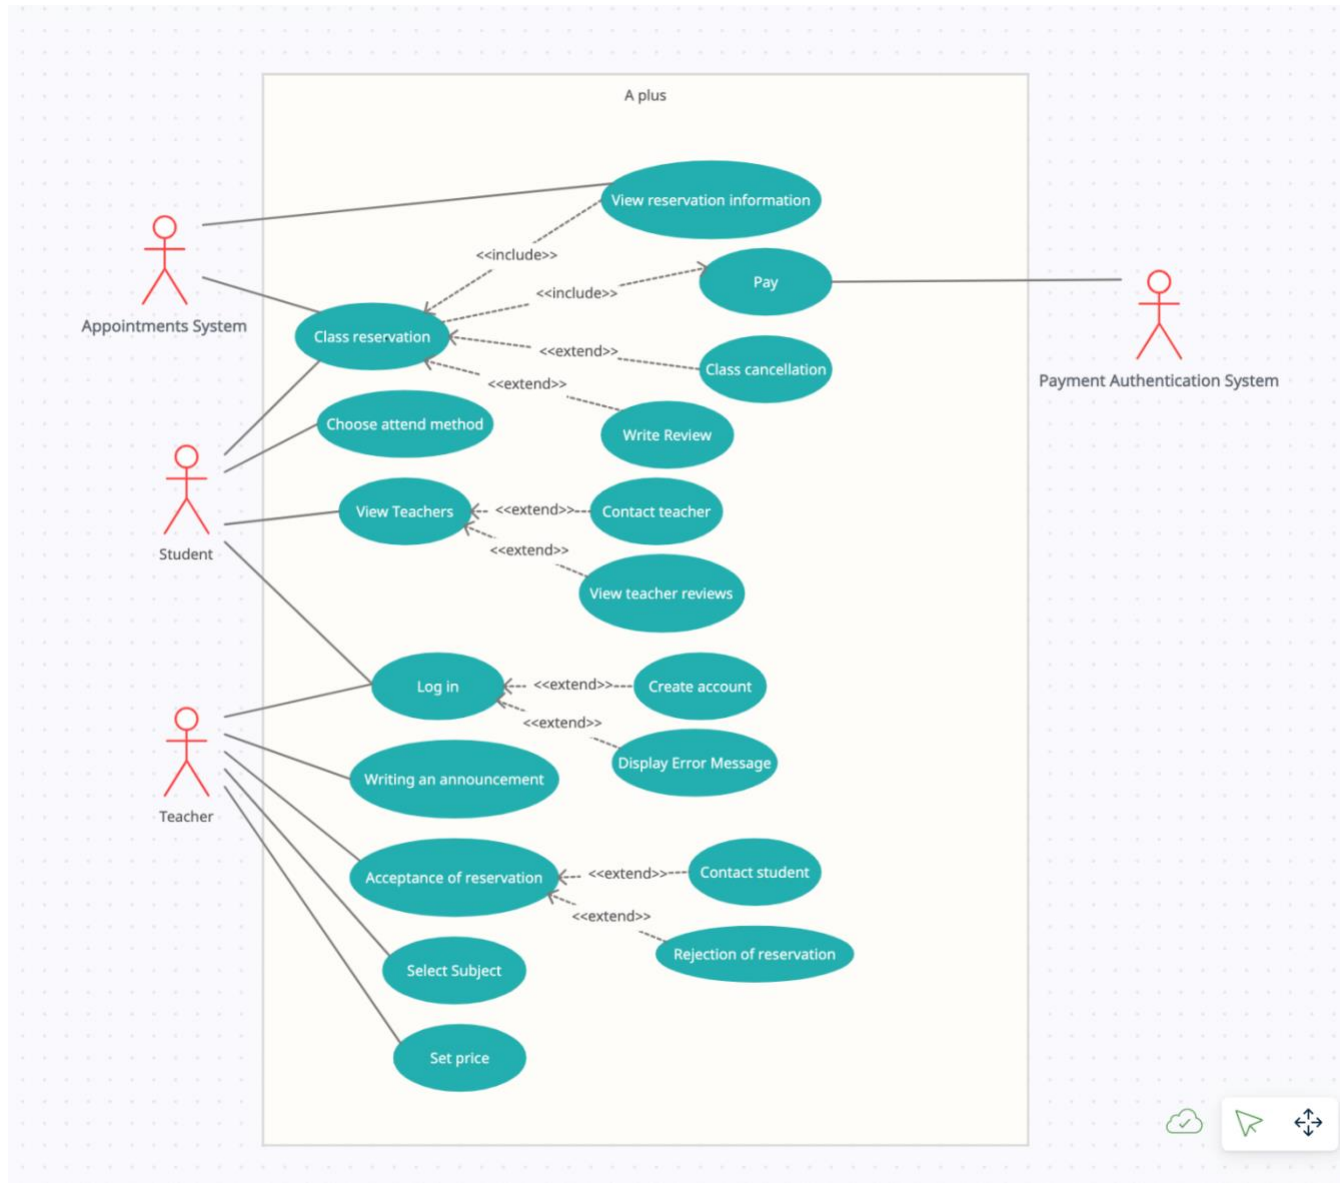 A plus
View reservation information
<<include>>
Pay
<<include>>
Appointments System
Class reservation
<<extend>>
Class cancellation
Payment Authentication System
<<extend>>
Choose attend method
Write Review
View Teachers
<<extend>>
Contact teacher
Student
<<extend>>
View teacher reviews
Log in
<<extend>>
Create account
<<extend>>
Display Error Message
Writing an announcement
Teacher
Acceptance of reservation
<<extend>>
Contact student
<<extend>>
Rejection of reservation
Select Subject
Set price